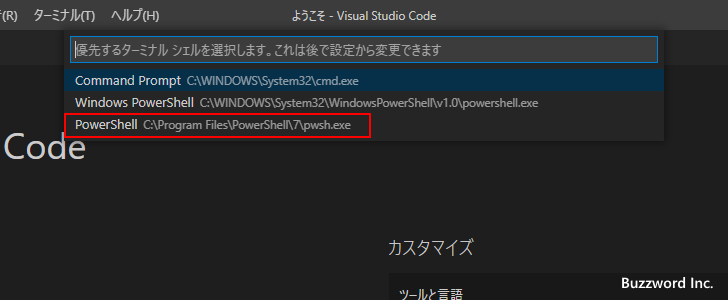 (R) ターミナル(T) ヘルプ(H) ようこそ - Visual Studio Code
優先するターミナル シェルを選択します。これは後で設定から変更できます
Command Prompt C:\WINDOWS\System32\cmd.exe
Windows PowerShell C:\WINDOWS\System32\WindowsPowerShell\v1.0\powershell.exe
PowerShell C:\Program Files\PowerShell\7\pwsh.exe
Code
カスタマイズ
ツールと言語
Buzzword Inc.